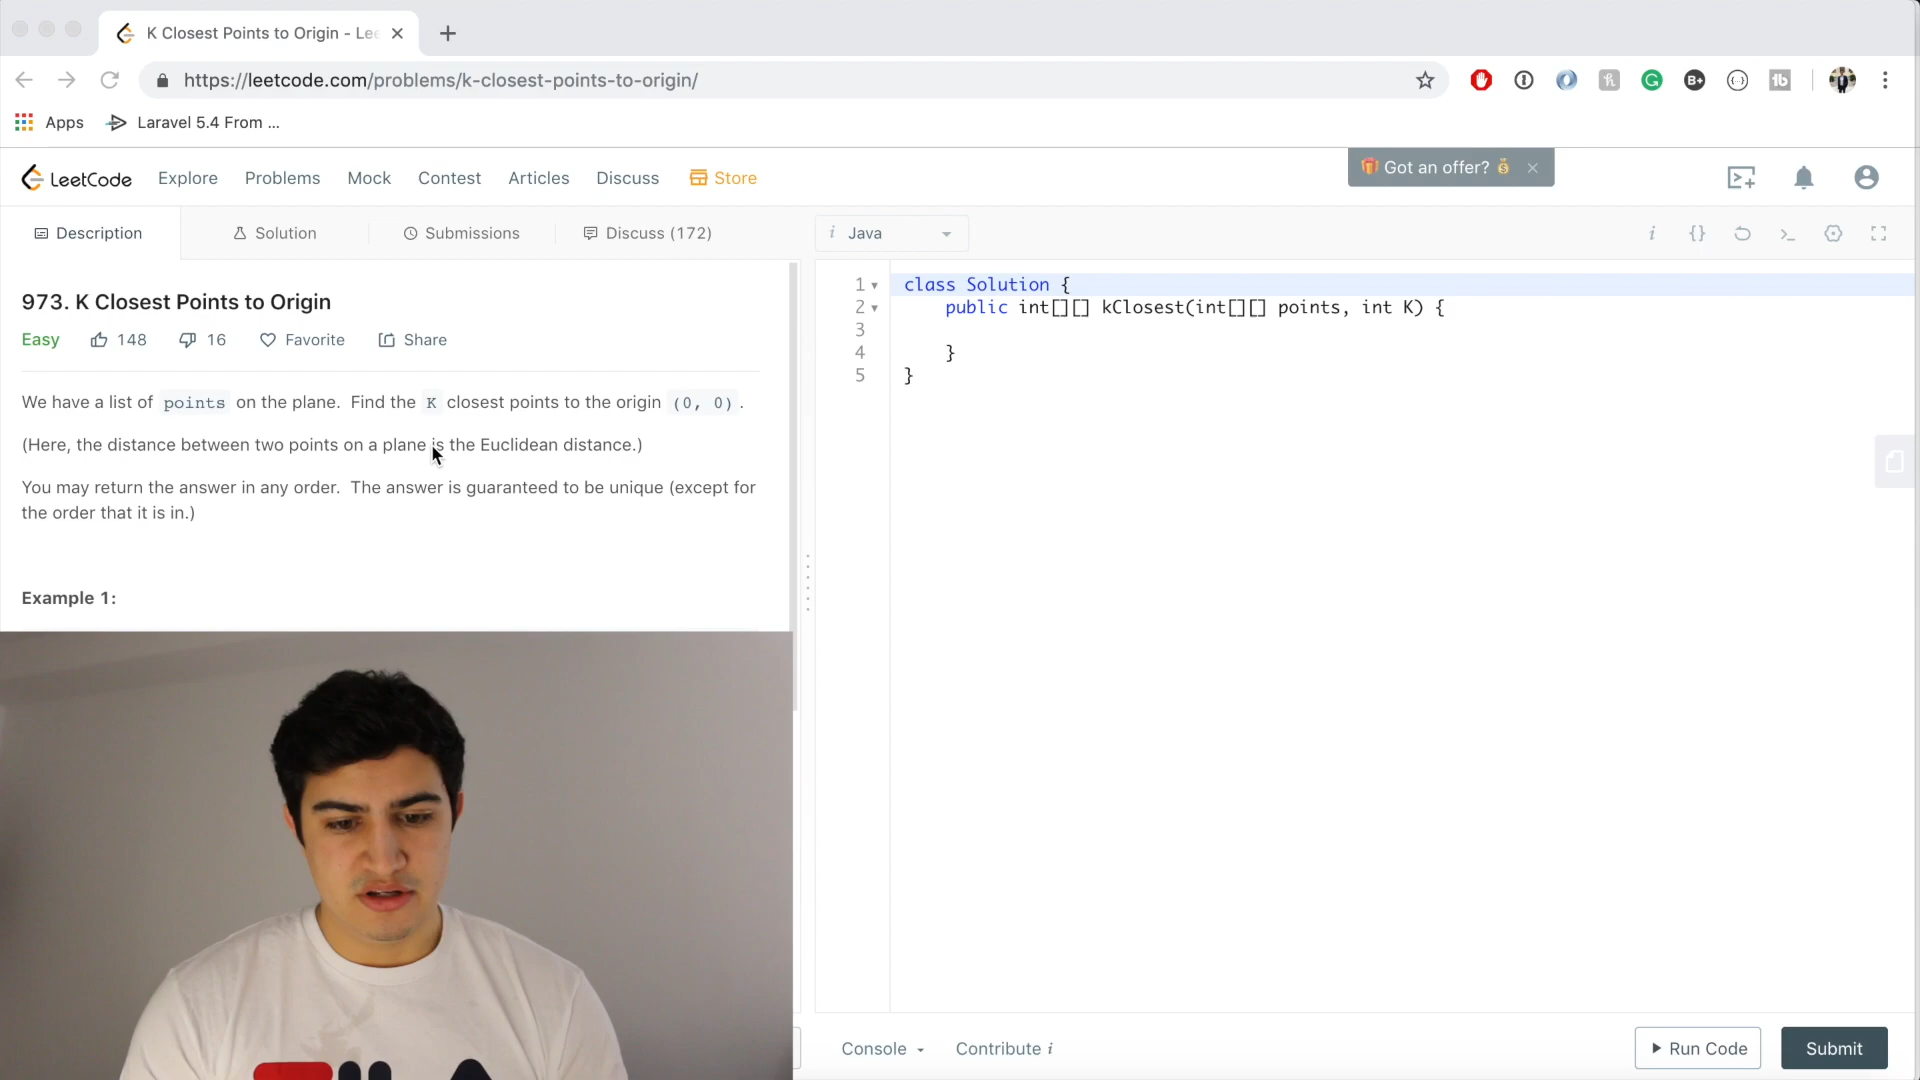 K Closest Points to Origin - Lee
https://leetcode.com/problems/k-closest-points-to-origin/
Apps
Laravel 5.4 From ...
LeetCode
Explore
Problems
Mock
Contest
Articles
Discuss
Store
Got an offer?
Description
Solution
Submissions
Discuss (172)
i Java
973. K Closest Points to Origin
Easy
148
16
Favorite
Share
We have a list of points on the plane. Find the K closest points to the origin (0, 0).
(Here, the distance between two points on a plane is the Euclidean distance.)
You may return the answer in any order. The answer is guaranteed to be unique (except for
the order that it is in.)
Example 1:
1 class Solution {
2 public int[][] kClosest(int[][] points, int K) {
3
4 }
5 }
Console
Contribute i
Run Code
Submit